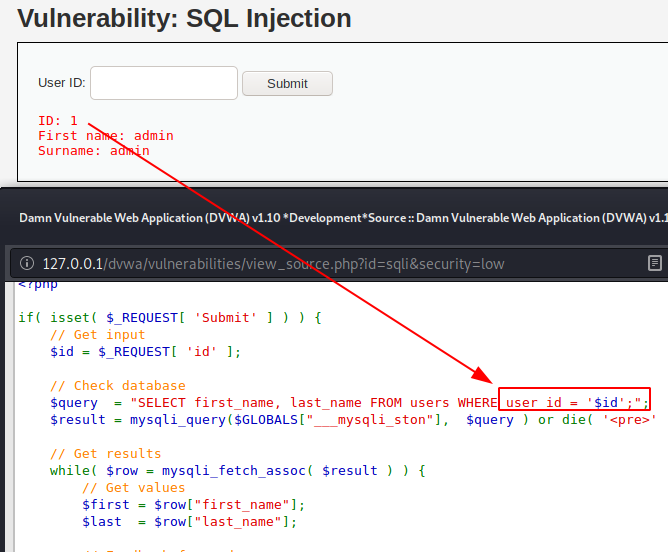 Vulnerability: SQL Injection
User ID: Submit
ID: 1
First name: admin
Surname: admin
Damn Vulnerable Web Application (DVWA) v1.10 *Development*Source :: Damn Vulnerable Web Application (DVWA) v1.1
127.0.0.1/dvwa/vulnerabilities/view_source.php?id=sqli&security=low
<?php
if( isset( $_REQUEST[ 'Submit' ] ) ) {
// Get input
$id = $_REQUEST[ 'id' ];
// Check database
$query = "SELECT first_name, last_name FROM users WHERE user_id = '$id';";
$result = mysqli_query($GLOBALS["___mysqli_ston"], $query ) or die( '<pre>'
// Get results
while( $row = mysqli_fetch_assoc( $result ) ) {
// Get values
$first = $row["first_name"];
$last = $row["last_name"];